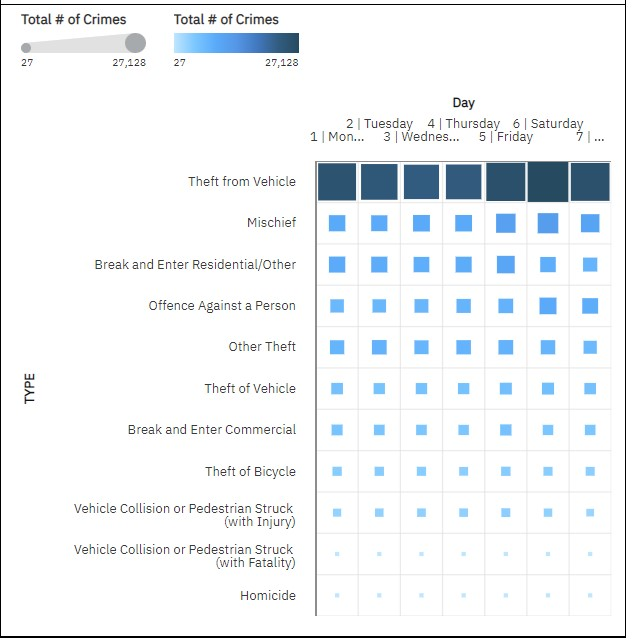 Total # of Crimes
Total # of Crimes
27
27,128
27
27,128
Day
2 | Tuesday
4 | Thursday
6 | Saturday
1 | Mon...
3 | Wednes...
5 | Friday
7 | ...
TYPE
Theft from Vehicle
Mischief
Break and Enter Residential/Other
Offence Against a Person
Other Theft
Theft of Vehicle
Break and Enter Commercial
Theft of Bicycle
Vehicle Collision or Pedestrian Struck
(with Injury)
Vehicle Collision or Pedestrian Struck
(with Fatality)
Homicide